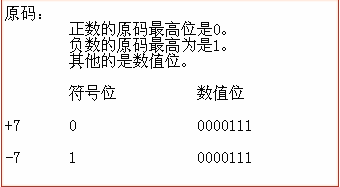 原码：
正数的原码最高位是0。
负数的原码最高为是1。
其他的是数值位。
符号位 数值位
+7 0 0000111
-7 1 0000111